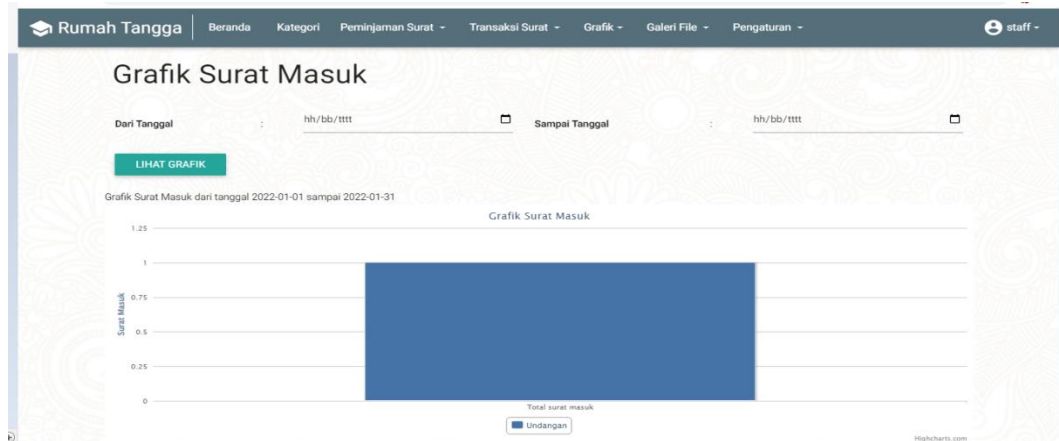 Rumah Tangga Beranda Kategori Peminjaman Surat Transaksi Surat Grafik Galeri File Pengaturan staff
Grafik Surat Masuk
Dari Tanggal : hh/bb/tttt Sampai Tanggal : hh/bb/tttt
LIHAT GRAFIK
Grafik Surat Masuk dari tanggal 2022-01-01 sampai 2022-01-31
Grafik Surat Masuk
1.25
1
0.75
0.5
0.25
0
Surat Masuk
Total surat masuk
Undangan
Highcharts.com